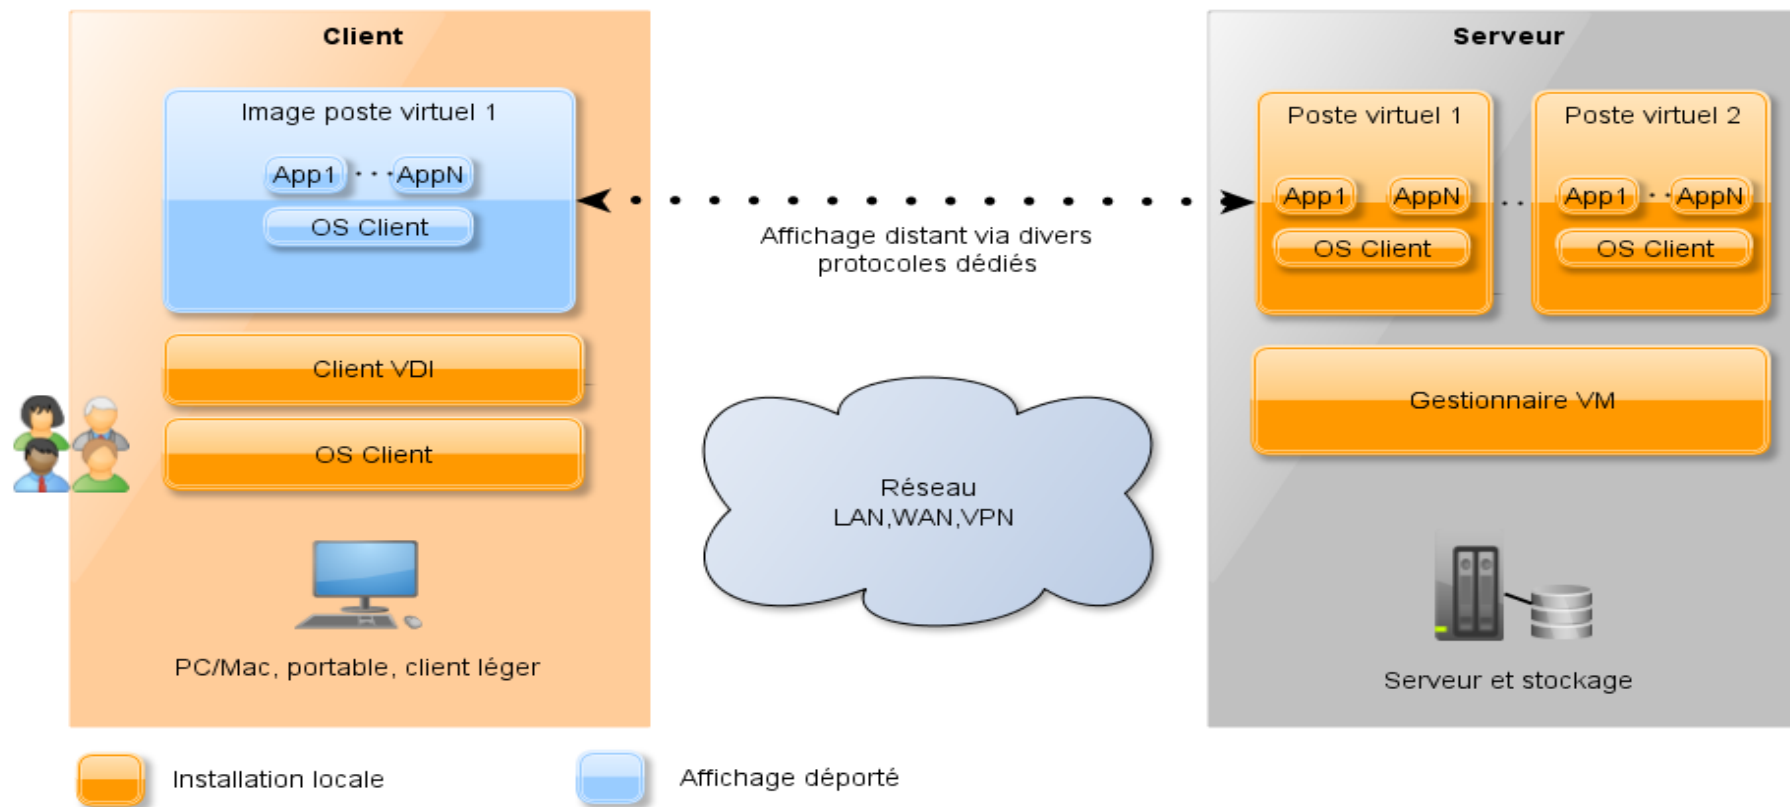 Client
Image poste virtuel 1
App1 ··· AppN
OS Client
Client VDI
OS Client
PC/Mac, portable, client léger
Affichage distant via divers
protocoles dédiés
Réseau
LAN,WAN,VPN
Serveur
Poste virtuel 1
App1 AppN
OS Client
..
Poste virtuel 2
App1 ·· AppN
OS Client
Gestionnaire VM
Serveur et stockage
Installation locale
Affichage déporté